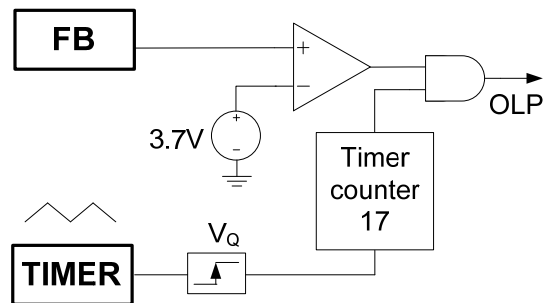 FB
+
−
OLP
3.7V
+
-
Timer
counter
17
VQ
TIMER